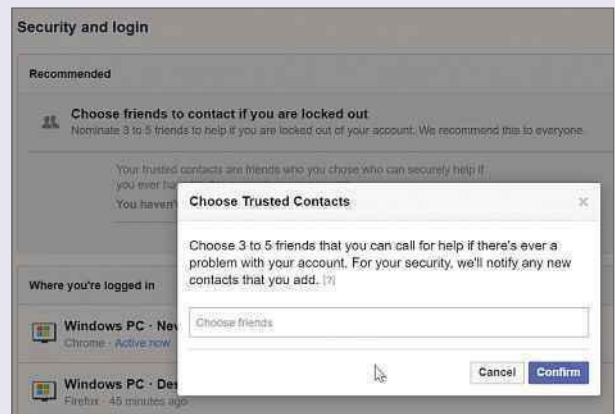 Security and login
Recommended
Choose friends to contact if you are locked out
Nominate 3 to 5 friends to help if you are locked out of your account. We recommend this to everyone.
Your trusted contacts are friends who you chose who can securely help if
you ever
You haven't
Choose Trusted Contacts
Choose 3 to 5 friends that you can call for help if there's ever a
problem with your account. For your security, we'll notify any new
contacts that you add. [?]
Choose friends
Cancel Confirm
Where you're logged in
Windows PC · New
Chrome · Active now
Windows PC · Des
Firefox · 45 minutes ago